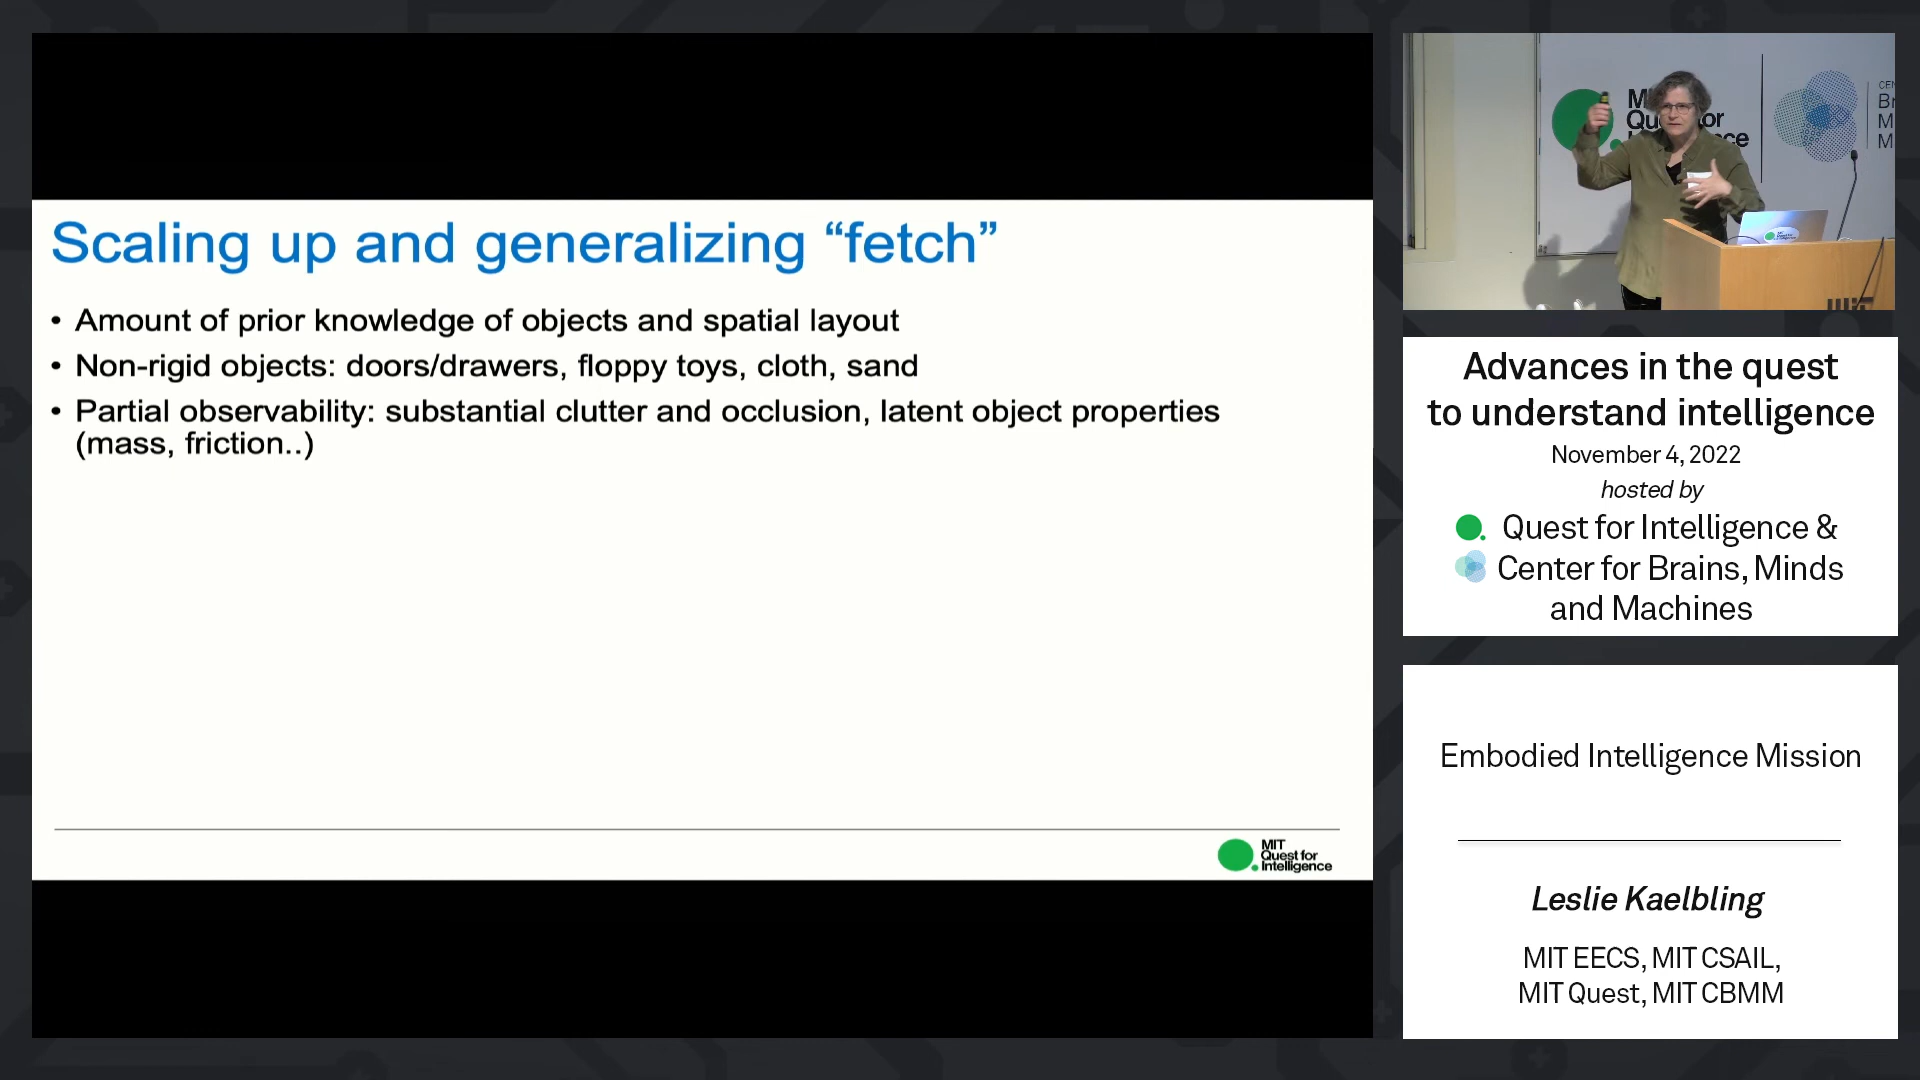 Scaling up and generalizing “fetch”
• Amount of prior knowledge of objects and spatial layout
• Non-rigid objects: doors/drawers, floppy toys, cloth, sand
• Partial observability: substantial clutter and occlusion, latent object properties
(mass, friction..)
MIT
Quest for
Intelligence
Advances in the quest
to understand intelligence
November 4, 2022
hosted by
Quest for Intelligence &
Center for Brains, Minds
and Machines
Embodied Intelligence Mission
Leslie Kaelbling
MIT EECS, MIT CSAIL,
MIT Quest, MIT CBMM